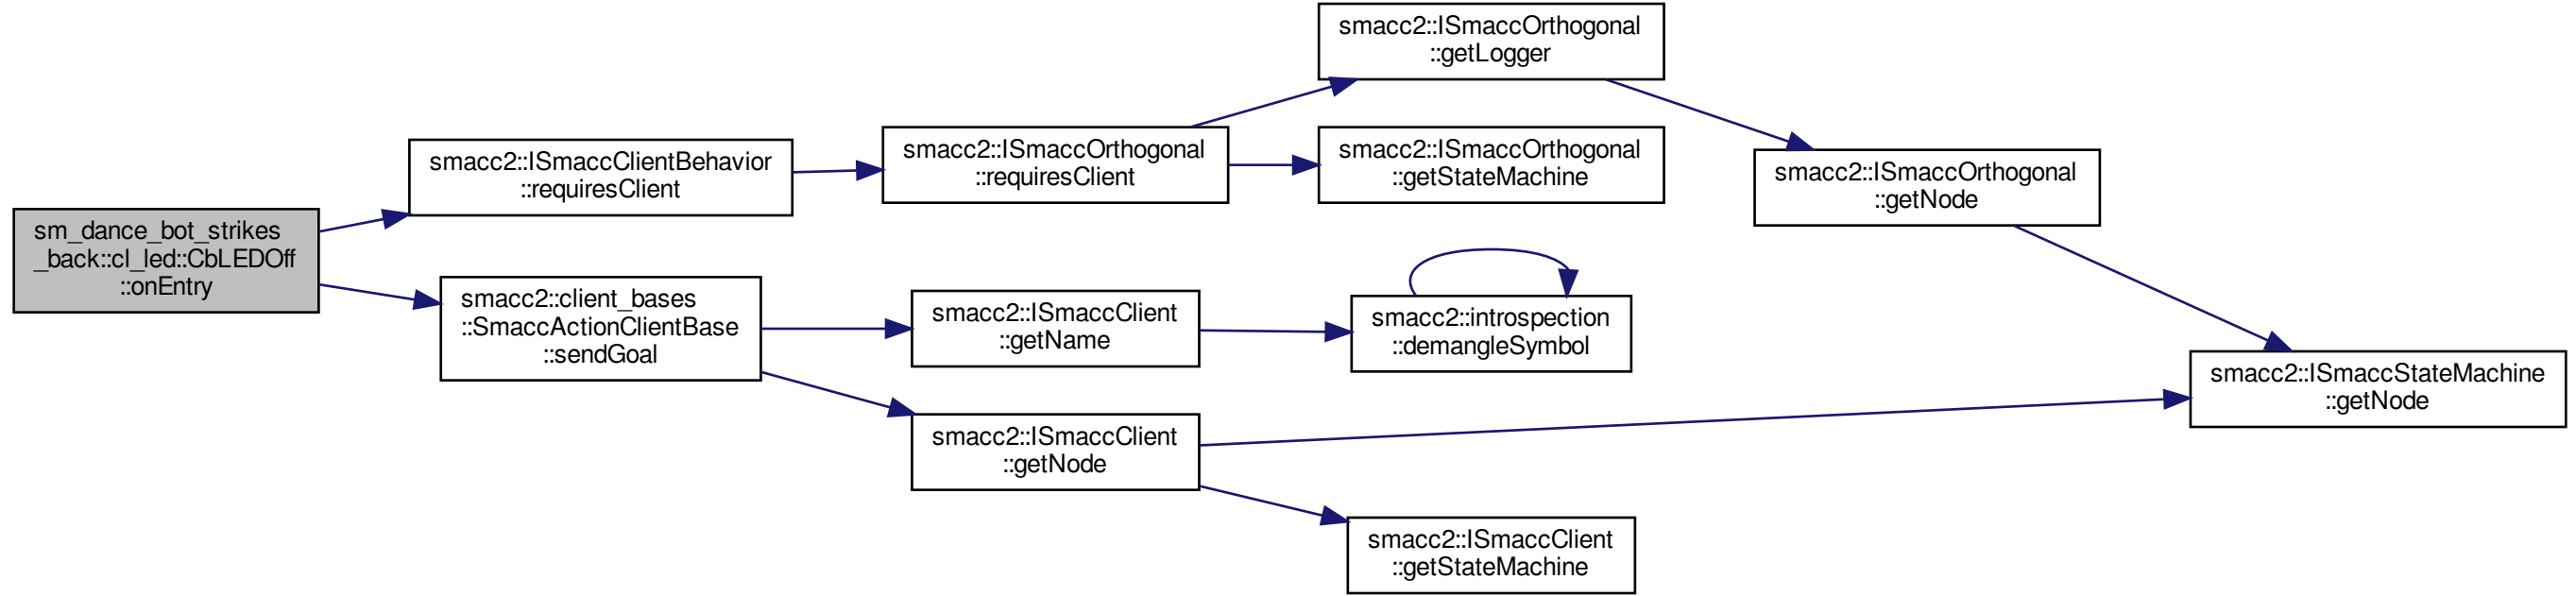 sm_dance_bot_strikes
_back::cl_led::CbLEDOff
::onEntry
smacc2::ISmaccClientBehavior
::requiresClient
smacc2::ISmaccOrthogonal
::requiresClient
smacc2::ISmaccOrthogonal
::getLogger
smacc2::ISmaccOrthogonal
::getStateMachine
smacc2::ISmaccOrthogonal
::getNode
smacc2::ISmaccStateMachine
::getNode
smacc2::client_bases
::SmaccActionClientBase
::sendGoal
smacc2::ISmaccClient
::getName
smacc2::introspection
::demangleSymbol
smacc2::ISmaccClient
::getNode
smacc2::ISmaccClient
::getStateMachine